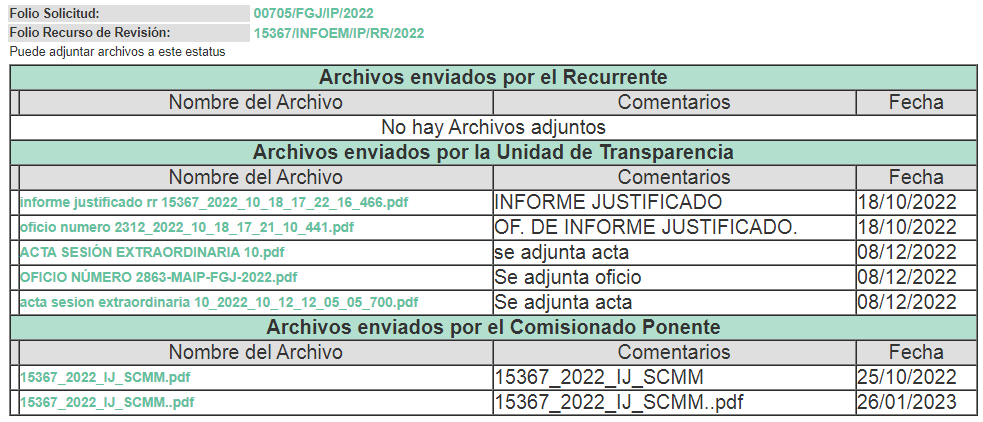 Folio Solicitud: 00705/FGJ/IP/2022
Folio Recurso de Revisión: 15367/INFOEM/IP/RR/2022
Puede adjuntar archivos a este estatus
Archivos enviados por el Recurrente
Nombre del Archivo Comentarios Fecha
No hay Archivos adjuntos
Archivos enviados por la Unidad de Transparencia
Nombre del Archivo Comentarios Fecha
informe justificado rr 15367_2022_10_18_17_22_16_466.pdf INFORME JUSTIFICADO 18/10/2022
oficio numero 2312_2022_10_18_17_21_10_441.pdf OF. DE INFORME JUSTIFICADO. 18/10/2022
ACTA SESIÓN EXTRAORDINARIA 10.pdf se adjunta acta 08/12/2022
OFICIO NÚMERO 2863-MAIP-FGJ-2022.pdf Se adjunta oficio 08/12/2022
acta sesion extraordinaria 10_2022_10_12_12_05_05_700.pdf Se adjunta acta 08/12/2022
Archivos enviados por el Comisionado Ponente
Nombre del Archivo Comentarios Fecha
15367_2022_IJ_SCMM.pdf 15367_2022_IJ_SCMM 25/10/2022
15367_2022_IJ_SCMM..pdf 15367_2022_IJ_SCMM..pdf 26/01/2023